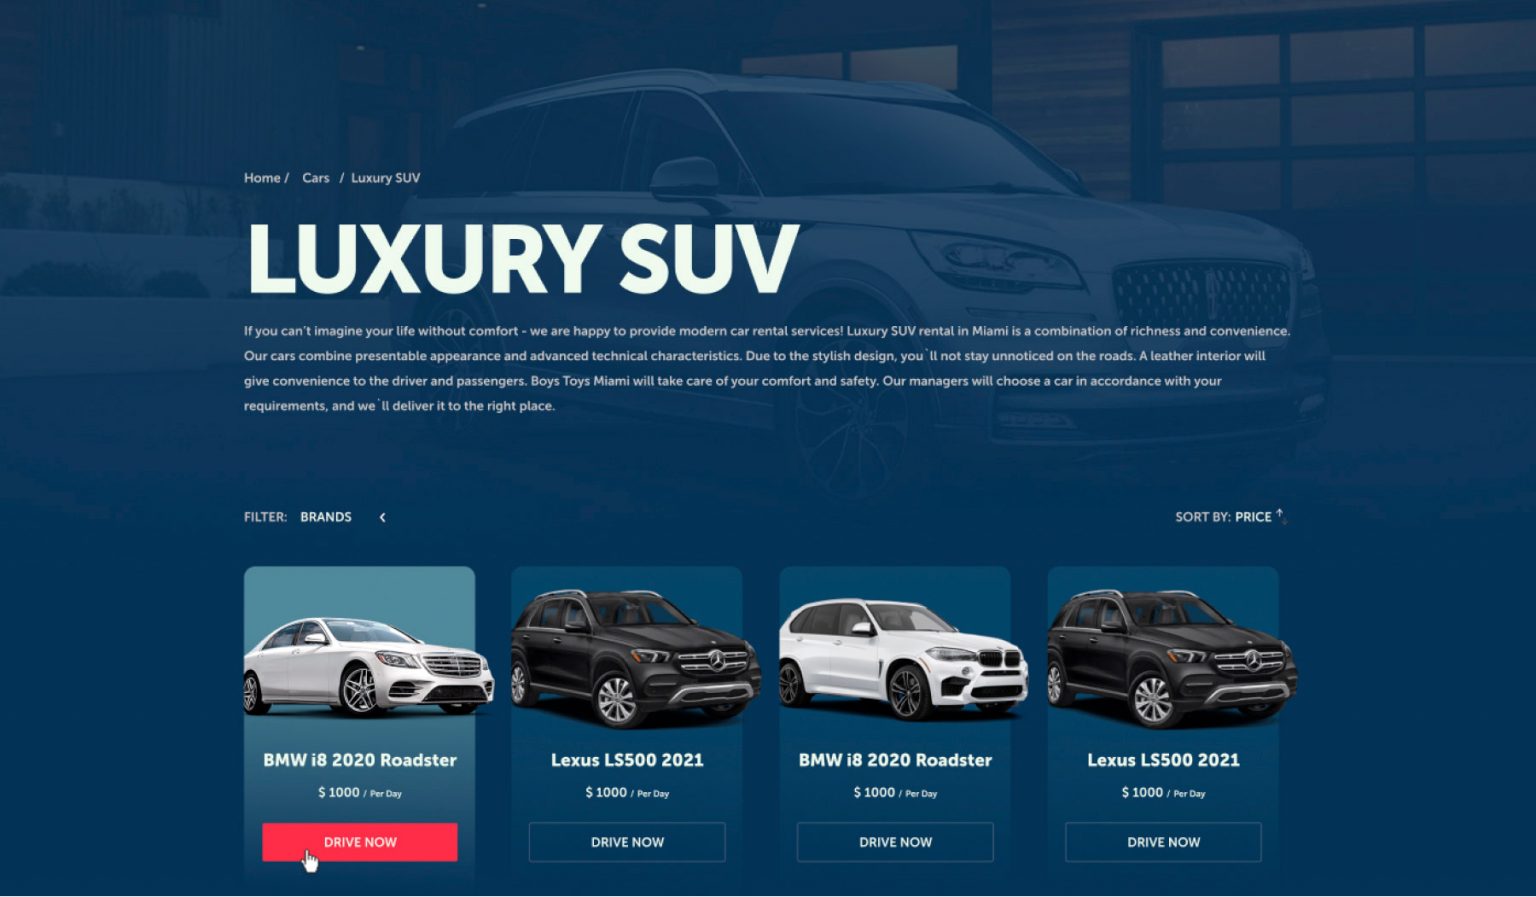 Home / Cars / Luxury SUV
LUXURY SUV
If you can't imagine your life without comfort - we are happy to provide modern car rental services! Luxury SUV rental in Miami is a combination of richness and convenience.
Our cars combine presentable appearance and advanced technical characteristics. Due to the stylish design, you`ll not stay unnoticed on the roads. A leather interior will
give convenience to the driver and passengers. Boys Toys Miami will take care of your comfort and safety. Our managers will choose a car in accordance with your
requirements, and we`ll deliver it to the right place.
FILTER: BRANDS
SORT BY: PRICE
BMW i8 2020 Roadster
$ 1000 / Per Day
DRIVE NOW
Lexus LS500 2021
$ 1000 / Per Day
DRIVE NOW
BMW i8 2020 Roadster
$ 1000 / Per Day
DRIVE NOW
Lexus LS500 2021
$ 1000 / Per Day
DRIVE NOW